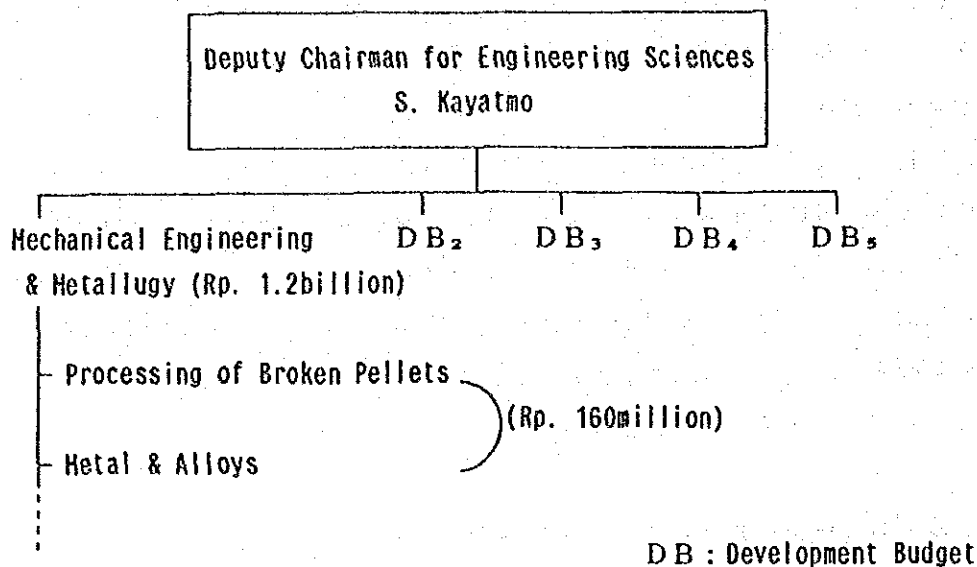 Deputy Chairman for Engineering Sciences
S. Kayatmo
Mechanical Engineering
& Metallugy (Rp. 1.2billion)
DB₂
DB₃
DB₄
DB₅
Processing of Broken Pellets
(Rp. 160million)
Metal & Alloys
DB : Development Budget